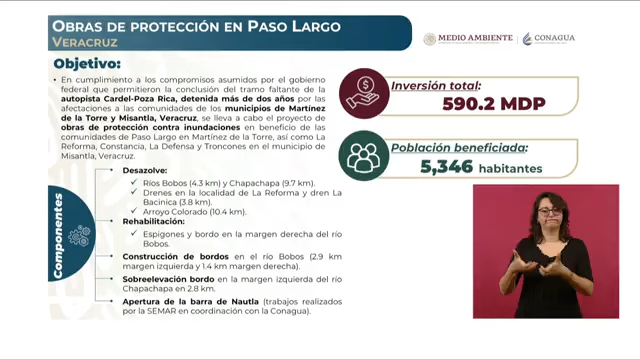 OBRAS DE PROTECCIÓN EN PASO LARGO
VERACRUZ
MEDIO AMBIENTE
CONAGUA
Objetivo:
• En cumplimiento a los compromisos asumidos por el gobierno
federal que permitieron la conclusión del tramo faltante de la
autopista Cardel-Poza Rica, detenida más de dos años por las
afectaciones a las comunidades de los municipios de Martínez
de la Torre y Misantla, Veracruz, se lleva a cabo el proyecto de
obras de protección contra inundaciones en beneficio de las
comunidades de Paso Largo en Martínez de la Torre, así como La
Reforma, Constancia, La Defensa y Troncones en el municipio de
Misantla, Veracruz.
Inversión total:
590.2 MDP
Población beneficiada:
5,346 habitantes
Componentes
• Desazolve:
✓ Ríos Bobos (4.3 km) y Chapachapa (9.7 km).
✓ Drenes en la localidad de La Reforma y dren La
Bacinica (3.8 km).
✓ Arroyo Colorado (10.4 km).
• Rehabilitación:
✓ Espigones y bordo en la margen derecha del río
Bobos.
• Construcción de bordos en el río Bobos (2.9 km
margen izquierda y 1.4 km margen derecha).
• Sobreelevación bordo en la margen izquierda del río
Chapachapa en 2.8 km.
• Apertura de la barra de Nautla (trabajos realizados
por la SEMAR en coordinación con la Conagua).